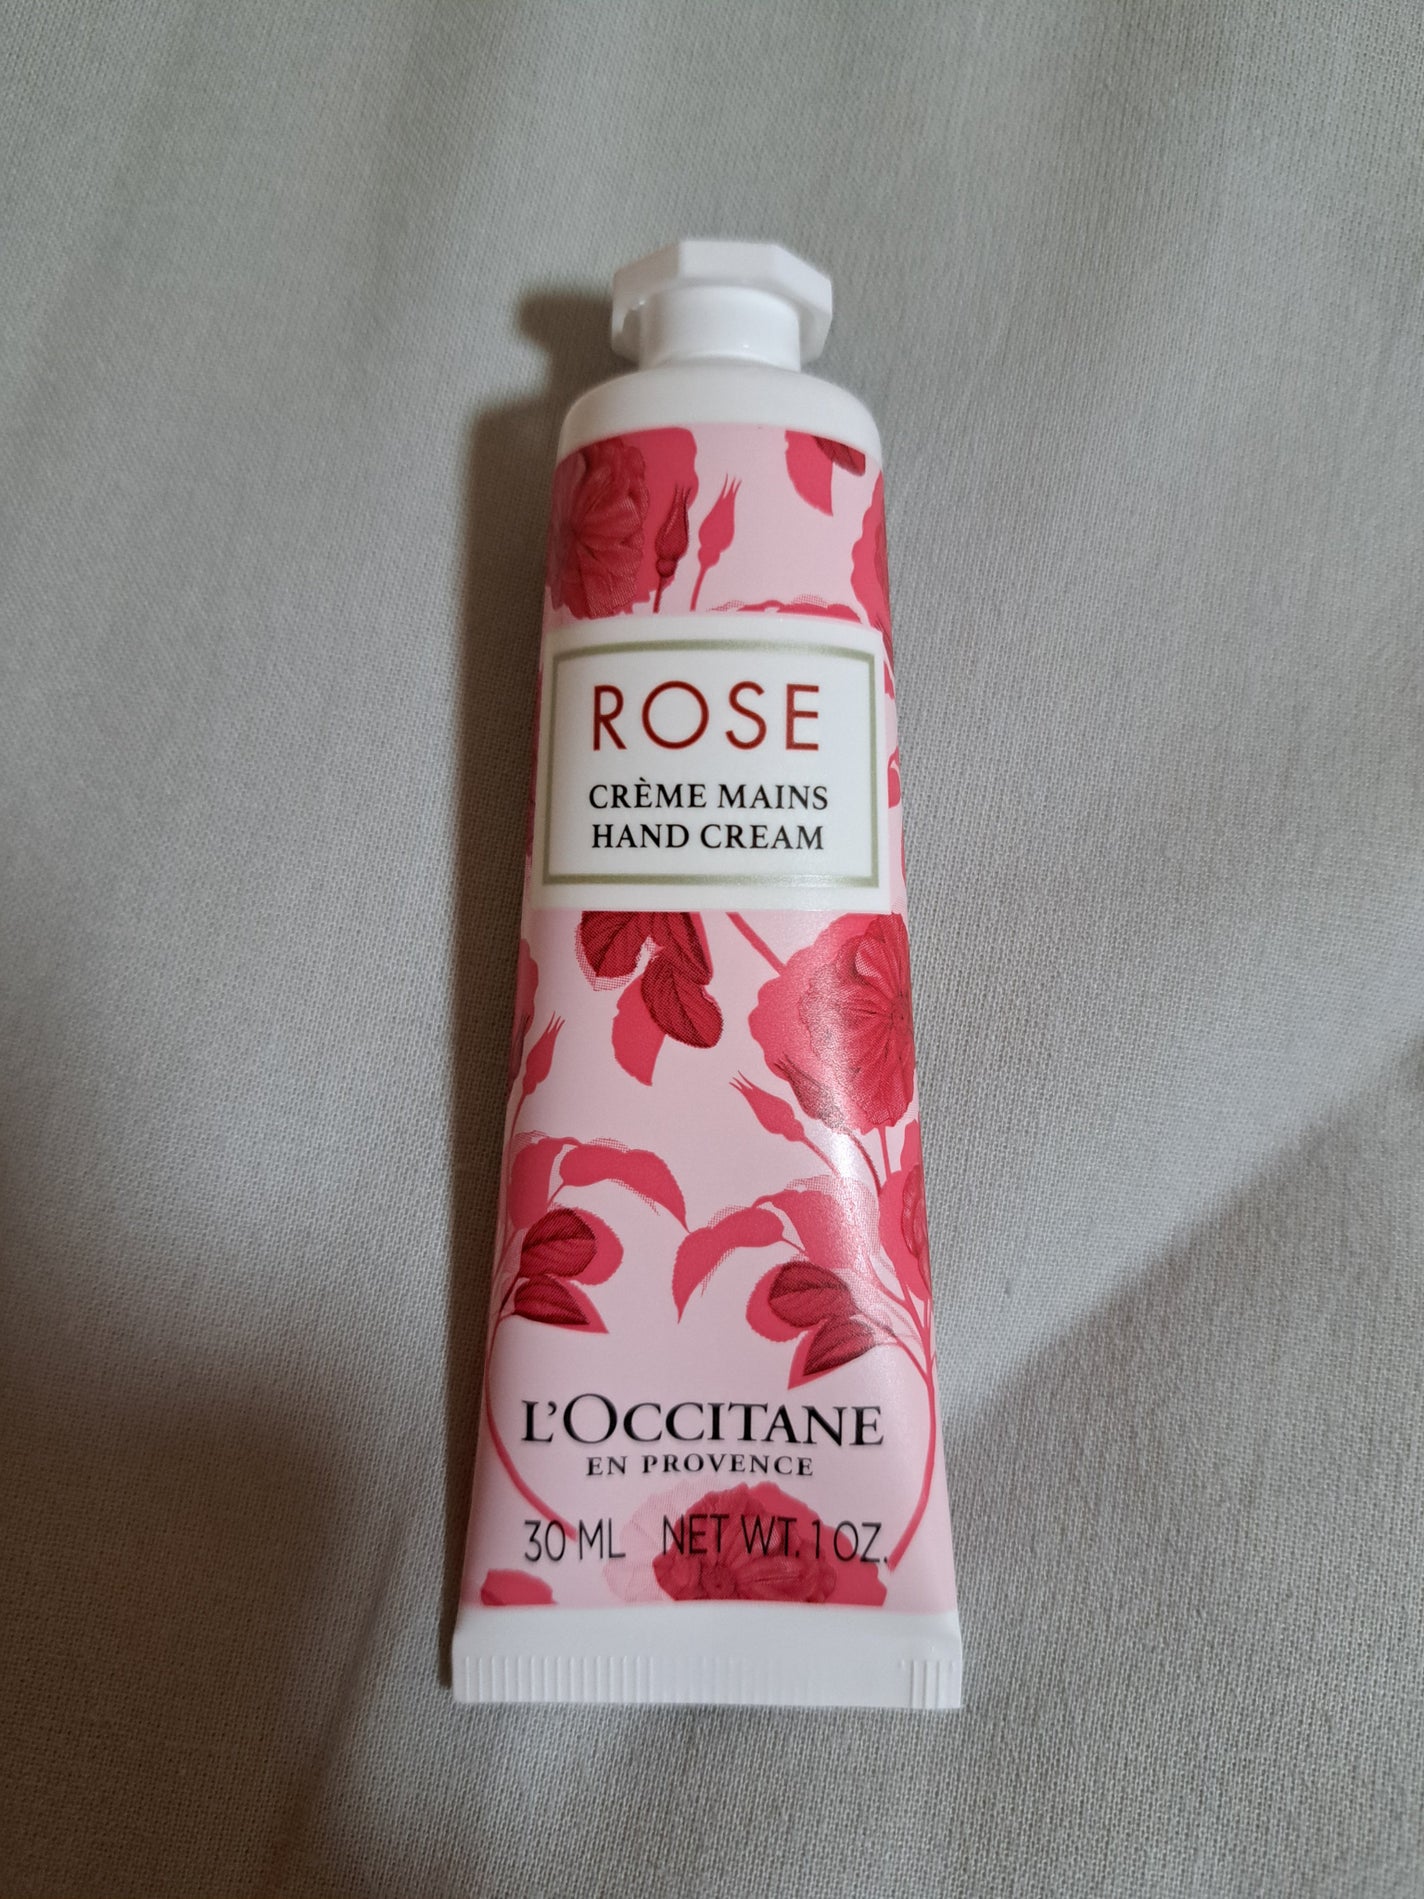 ROSE
CRÈME MAINS
HAND CREAM
L'OCCITANE
EN PROVENCE
30 ML NET WT. 1 OZ.